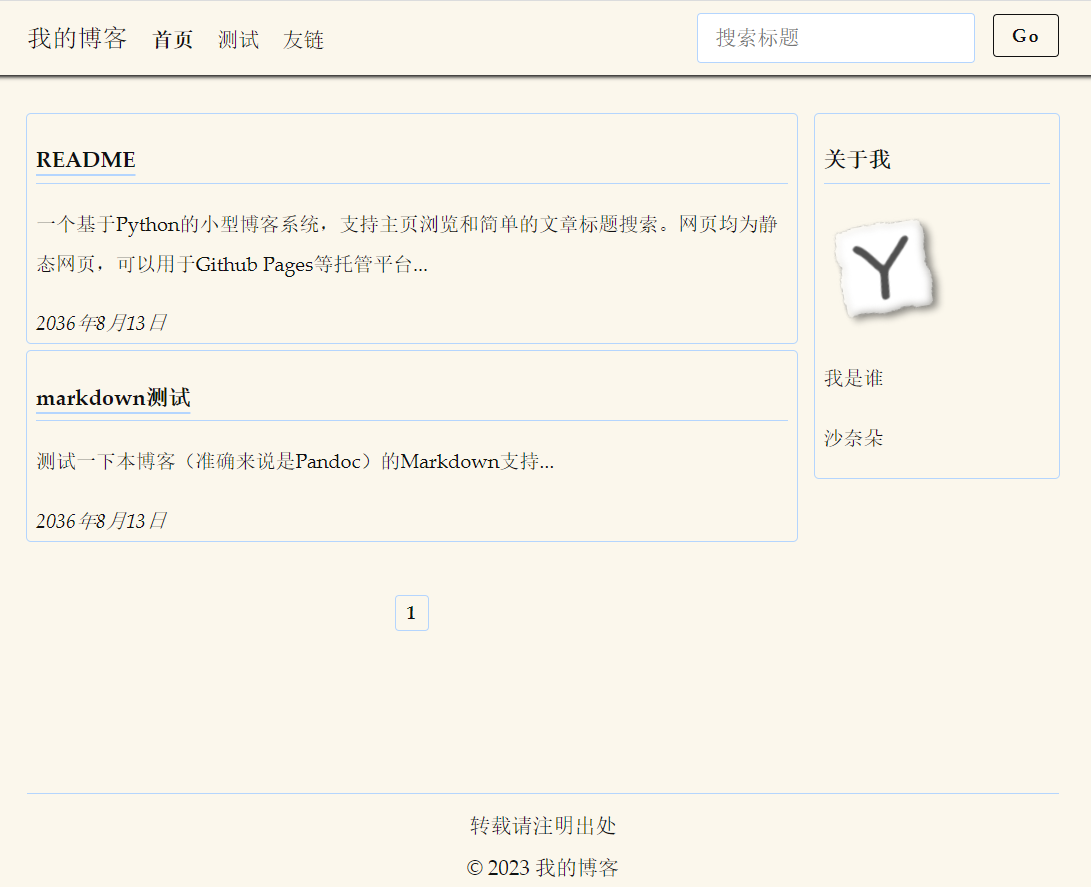 我的博客 首页 测试 友链 搜索标题 Go
README
一个基于Python的小型博客系统，支持主页浏览和简单的文章标题搜索。网页均为静
态网页，可以用于Github Pages等托管平台...
2036年8月13日
markdown测试
测试一下本博客（准确来说是Pandoc）的Markdown支持...
2036年8月13日
1
关于我
Y
我是谁
沙奈朵
转载请注明出处
© 2023 我的博客